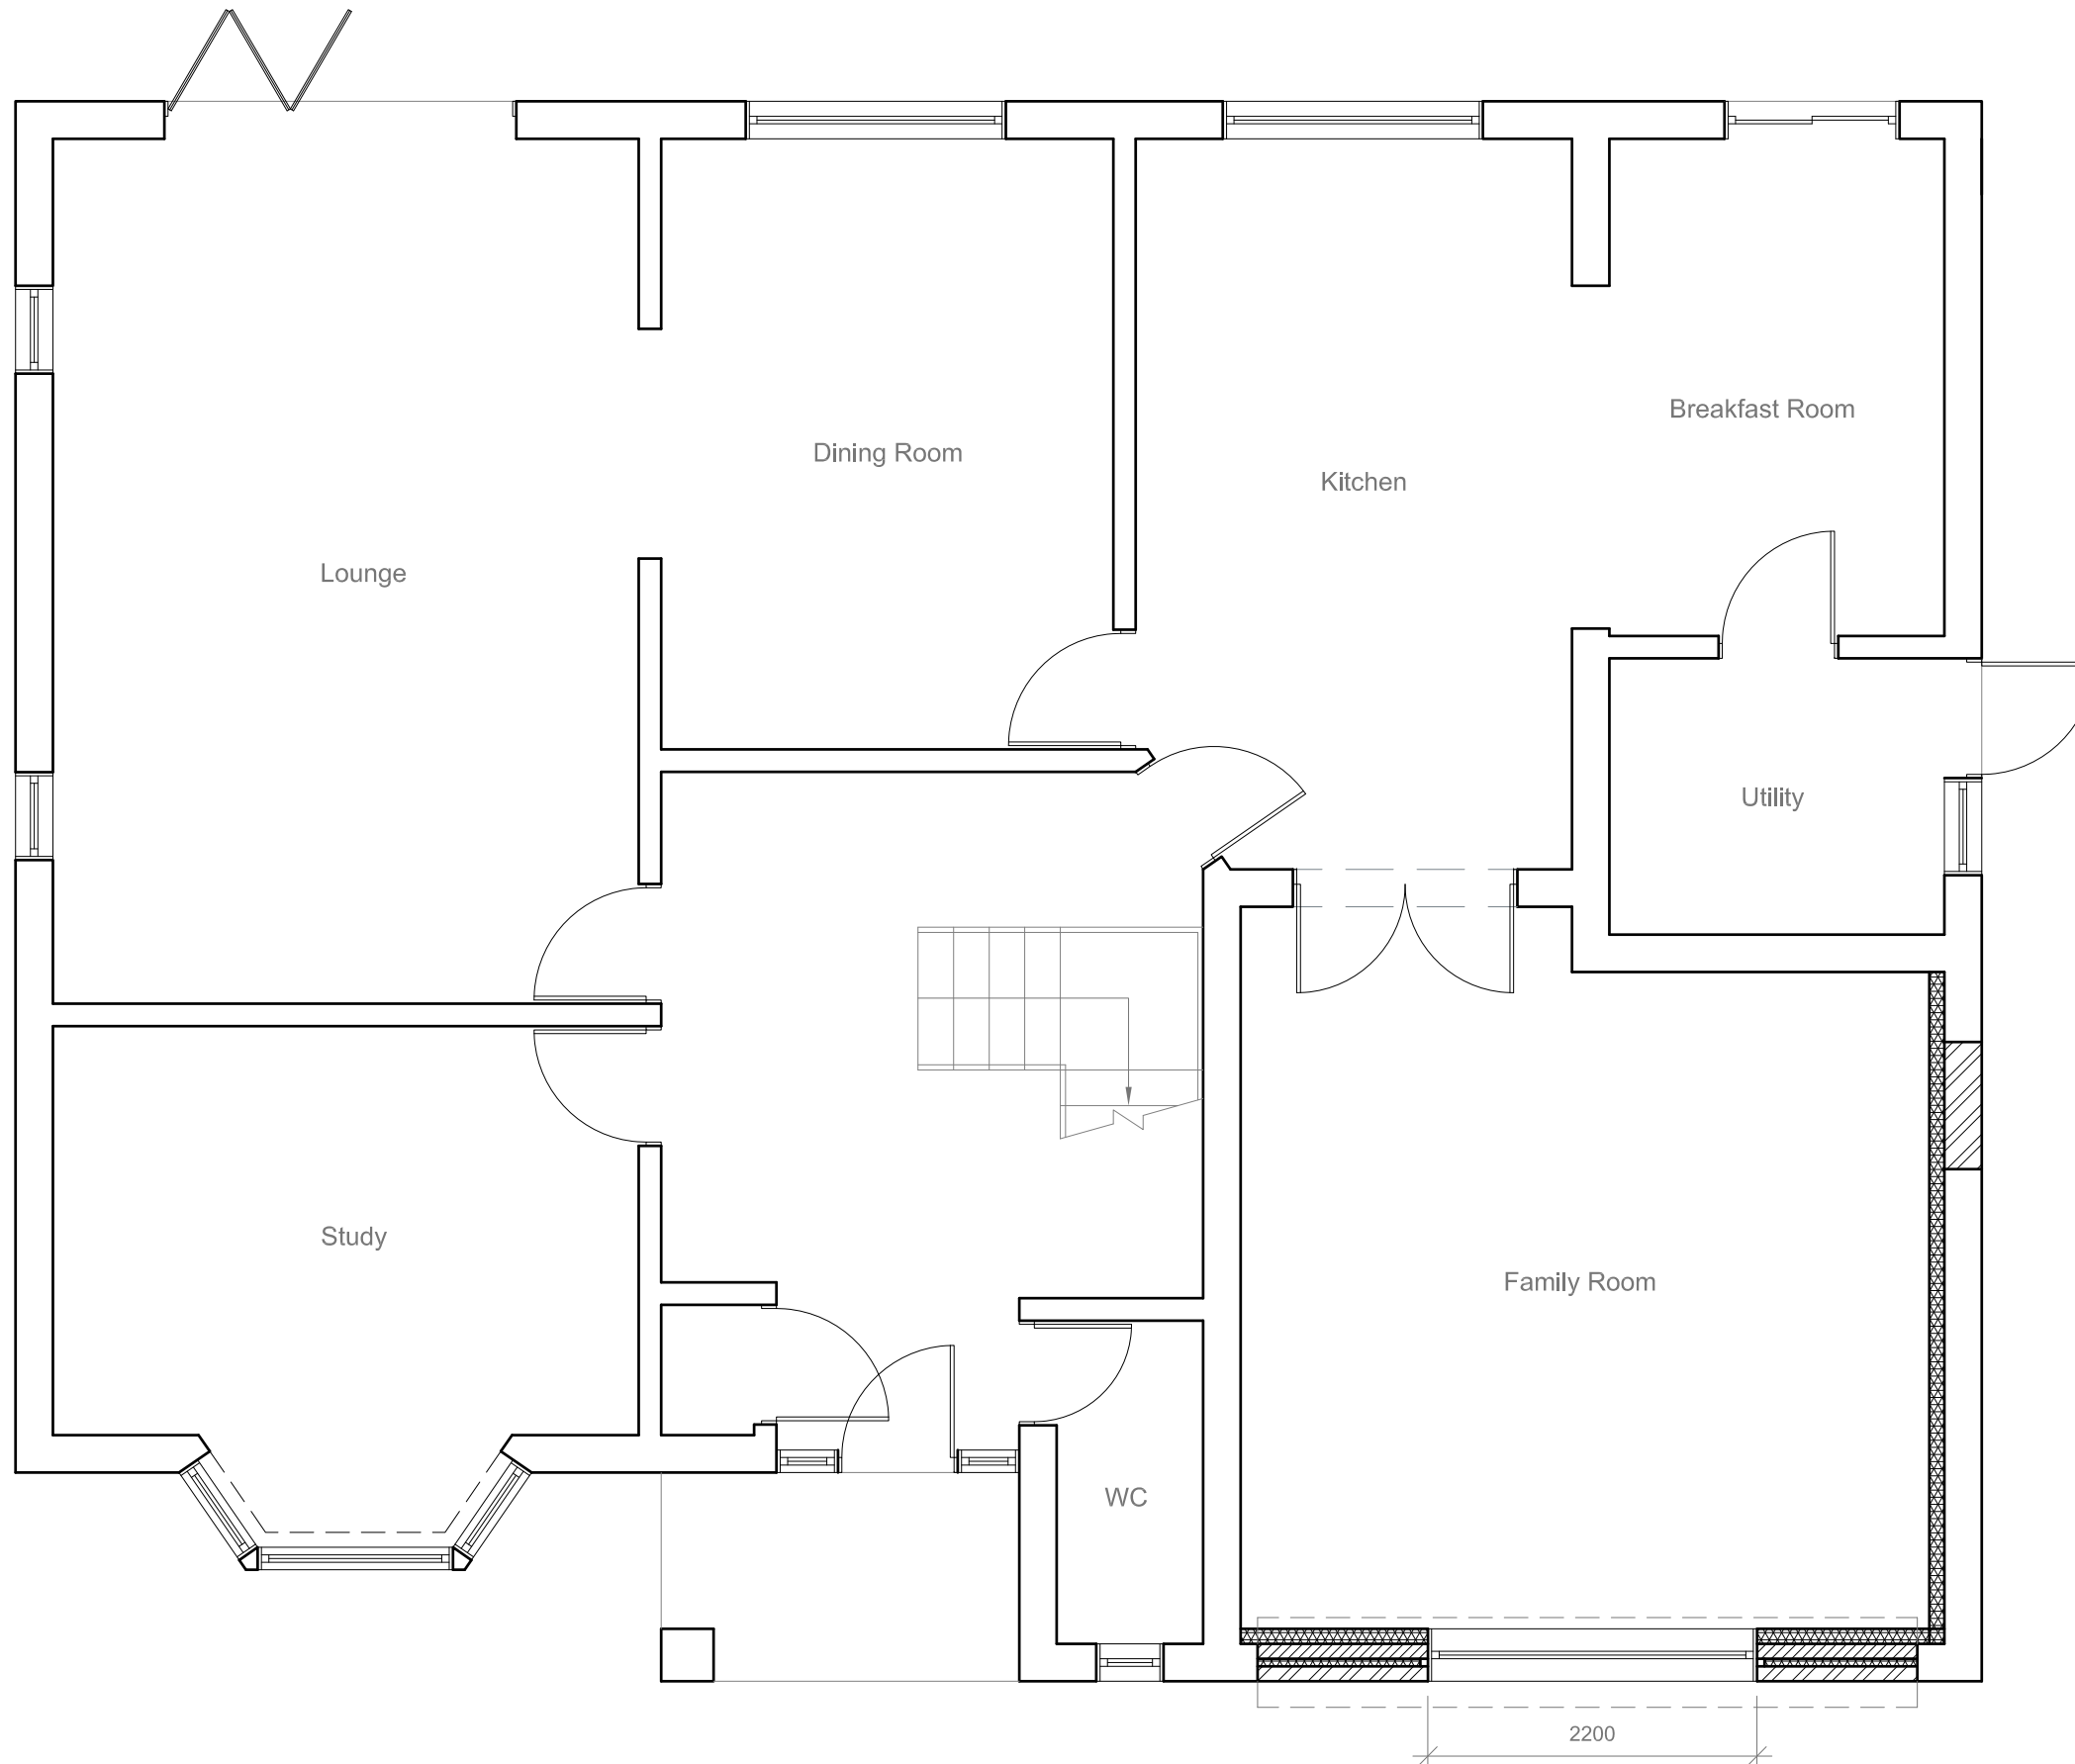 Breakfast Room
Dining Room
Kitchen
Lounge
Utility
Study
Family Room
WC
2200